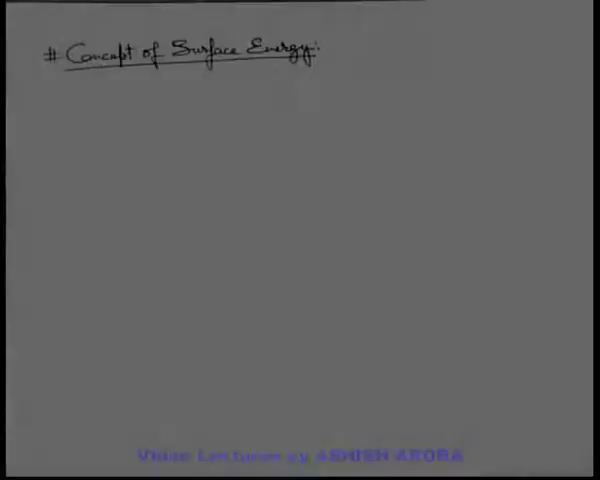 # Concept of Surface Energy:
Video Lectures by ASHISH ARORA